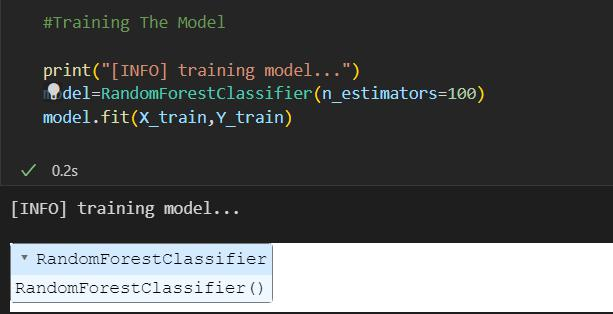 #Training The Model
print("[INFO] training model...")
model=RandomForestClassifier(n_estimators=100)
model.fit(X_train,Y_train)
0.2s
[INFO] training model...
RandomForestClassifier
RandomForestClassifier()